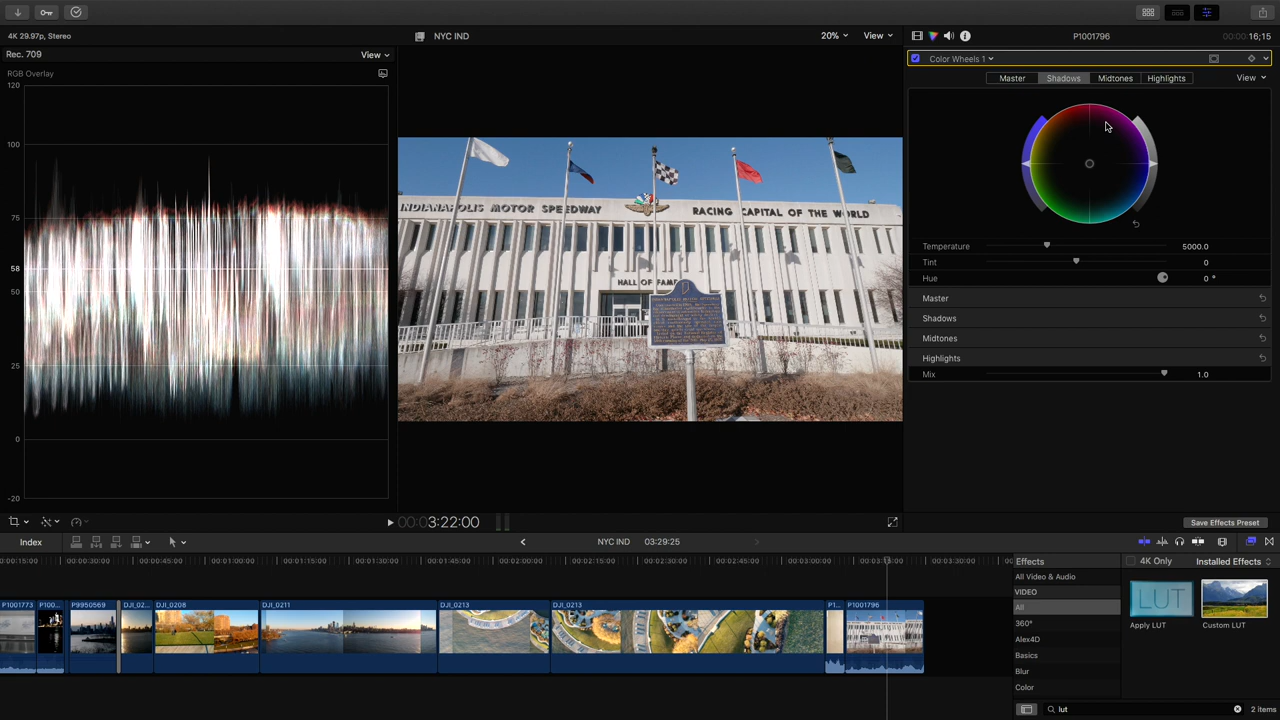 4K 29.97p, Stereo
NYC IND
20%
View
P1001796
00:00:16;15
Rec. 709
View
Color Wheels 1
RGB Overlay
Master
Shadows
Midtones
Highlights
View
120
100
75
58
50
25
0
-20
INDIANAPOLIS MOTOR SPEEDWAY
RACING CAPITAL OF THE WORLD
HALL OF FAM
Temperature
5000.0
Tint
0
Hue
0 °
Master
Shadows
Midtones
Highlights
Mix
1.0
00:03:22:00
Save Effects Preset
Index
NYC IND
03:29:25
00:00:15:00
00:00:30:00
00:00:45:00
00:01:00:00
00:01:15:00
00:01:30:00
00:01:45:00
00:02:00:00
00:02:15:00
00:02:30:00
00:02:45:00
00:03:00:00
00:03:30:00
Effects
4K Only
Installed Effects
All Video & Audio
VIDEO
All
360°
Alex4D
Basics
Blur
Color
LUT
Apply LUT
Custom LUT
P1001773
P100...
P9950569
DJI_02...
DJI_0208
DJI_0211
DJI_0213
DJI_0213
P1...
P1001796
lut
2 items